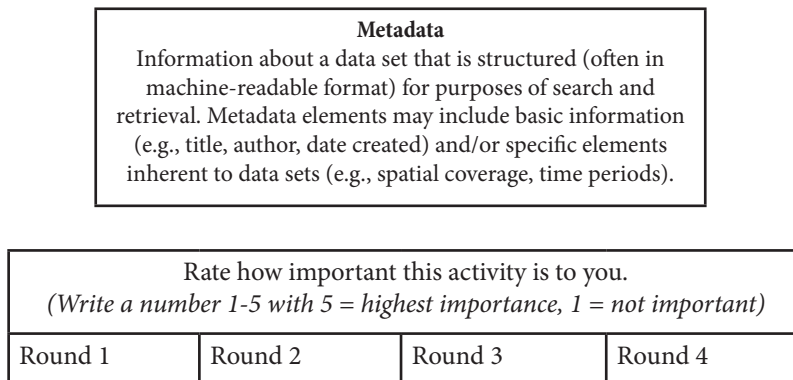 Metadata
Information about a data set that is structured (often in
machine-readable format) for purposes of search and
retrieval. Metadata elements may include basic information
(e.g., title, author, date created) and/or specific elements
inherent to data sets (e.g., spatial coverage, time periods).
Rate how important this activity is to you.
(Write a number 1-5 with 5 = highest importance, 1 = not important)
Round 1 Round 2 Round 3 Round 4